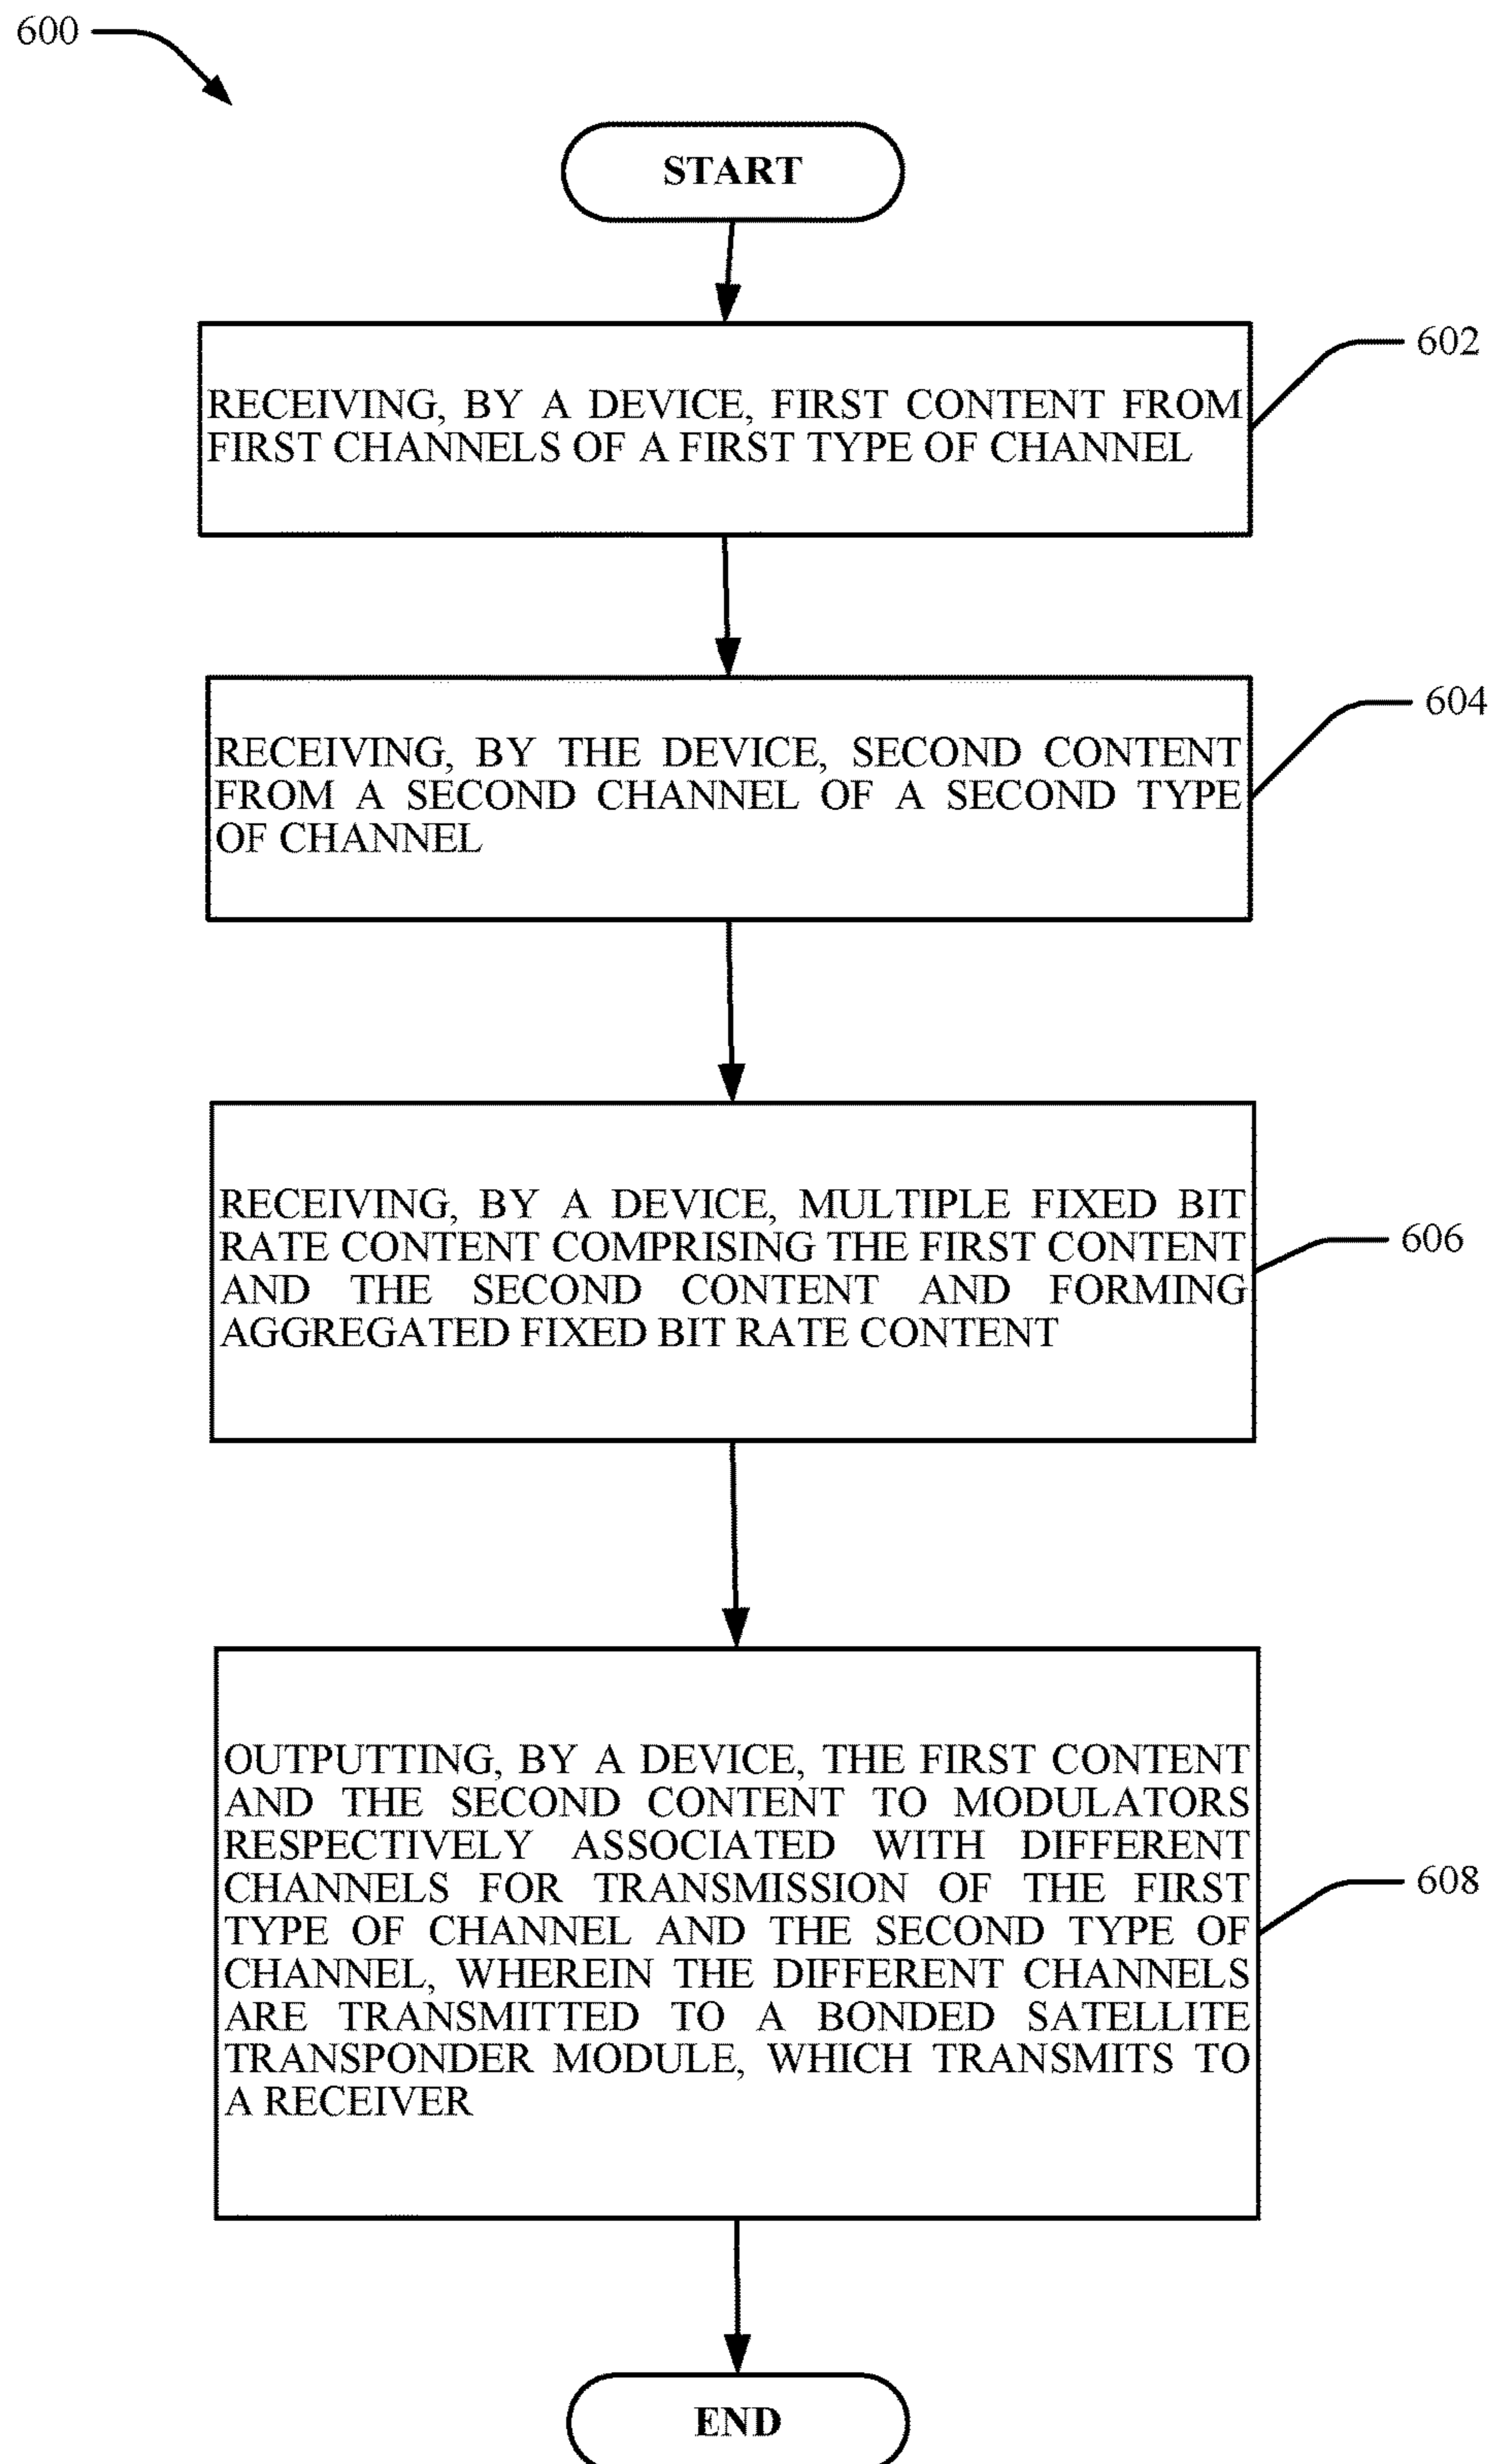 600
START
602
RECEIVING, BY A DEVICE, FIRST CONTENT FROM
FIRST CHANNELS OF A FIRST TYPE OF CHANNEL
604
RECEIVING, BY THE DEVICE, SECOND CONTENT
FROM A SECOND CHANNEL OF A SECOND TYPE
OF CHANNEL
606
RECEIVING, BY A DEVICE, MULTIPLE FIXED BIT
RATE CONTENT COMPRISING THE FIRST CONTENT
AND THE SECOND CONTENT AND FORMING
AGGREGATED FIXED BIT RATE CONTENT
608
OUTPUTTING, BY A DEVICE, THE FIRST CONTENT
AND THE SECOND CONTENT TO MODULATORS
RESPECTIVELY ASSOCIATED WITH DIFFERENT
CHANNELS FOR TRANSMISSION OF THE FIRST
TYPE OF CHANNEL AND THE SECOND TYPE OF
CHANNEL, WHEREIN THE DIFFERENT CHANNELS
ARE TRANSMITTED TO A BONDED SATELLITE
TRANSPONDER MODULE, WHICH TRANSMITS TO
A RECEIVER
END